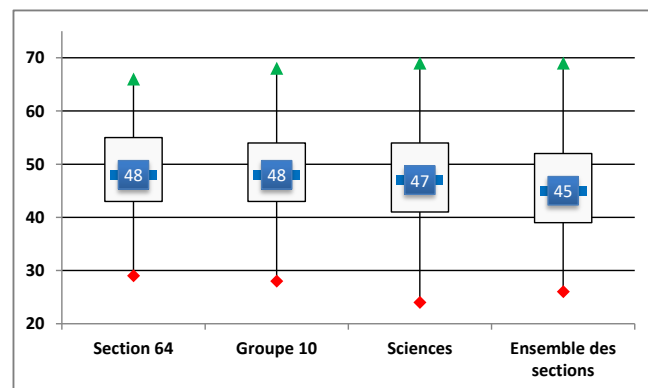 70
60
50
40
30
20
48
48
47
45
Section 64
Groupe 10
Sciences
Ensemble des
sections